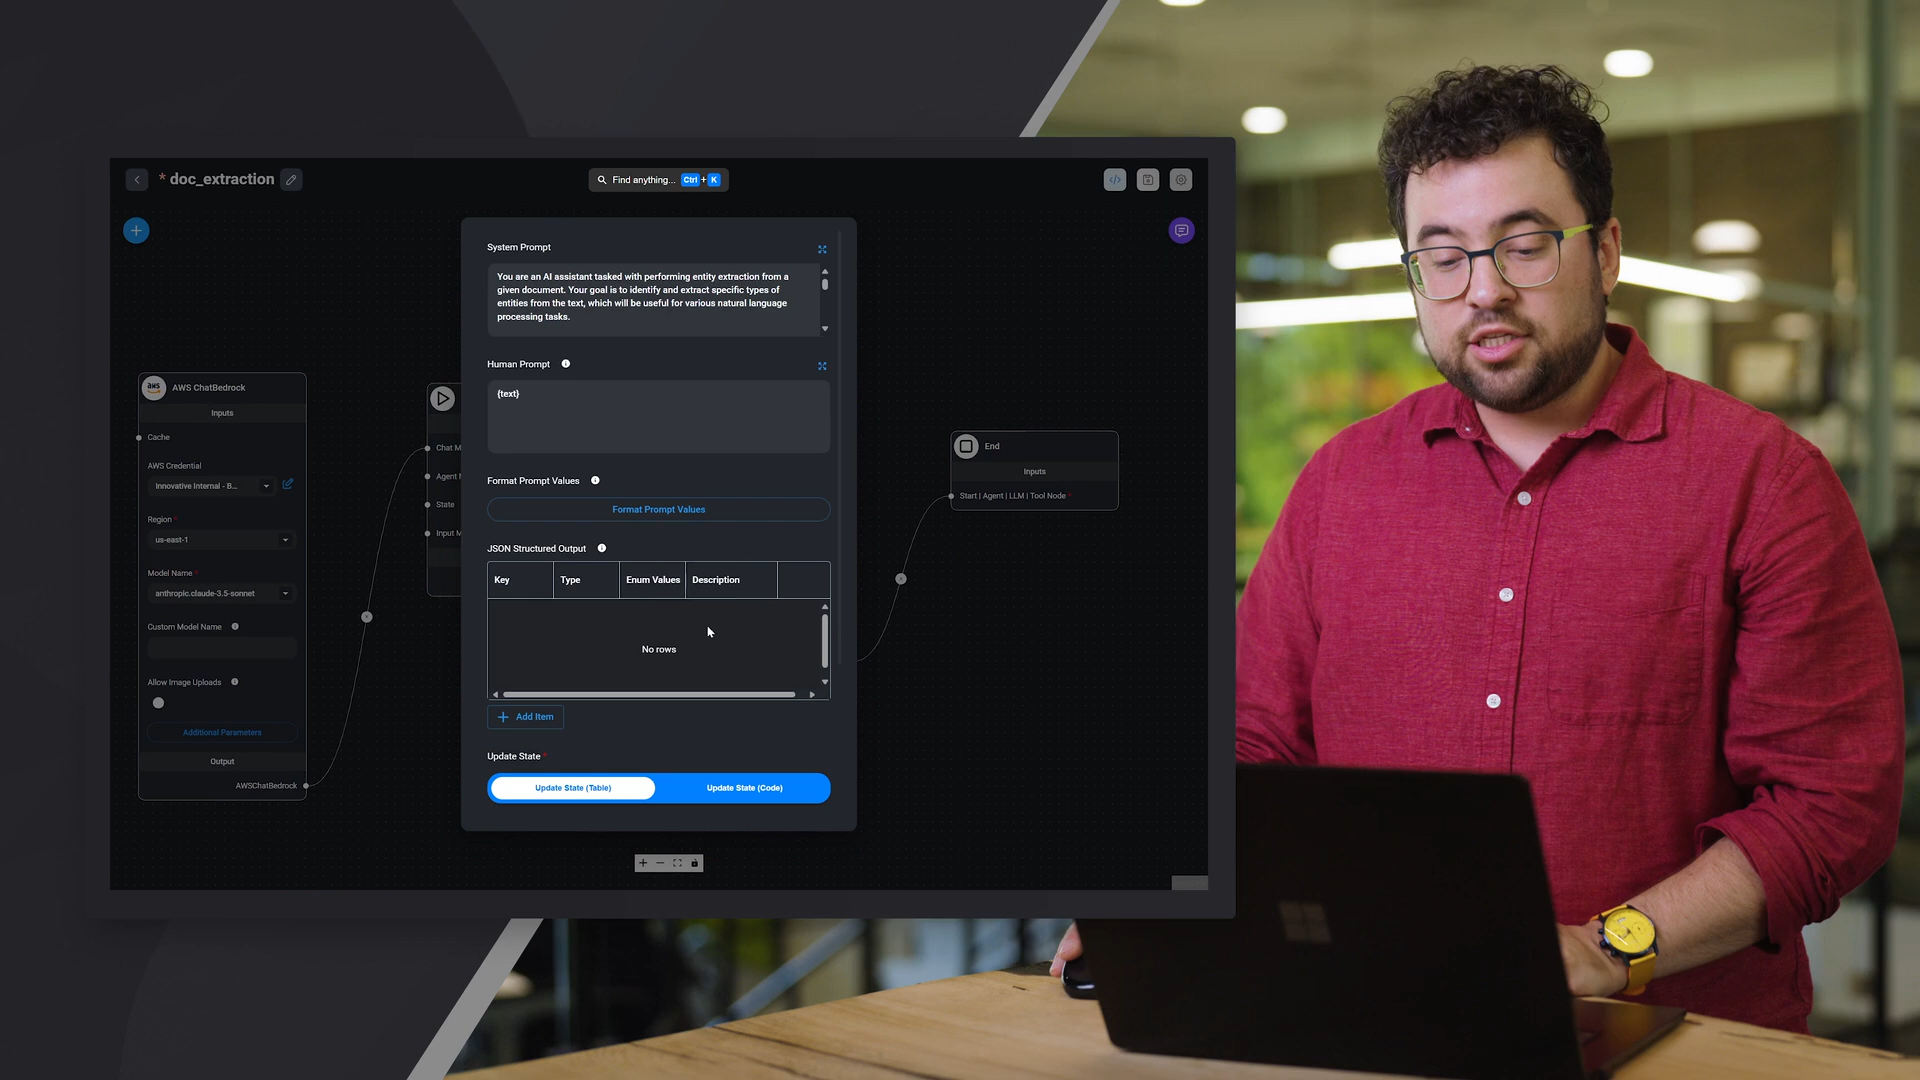 * doc_extraction
Find anything... Ctrl + K
System Prompt
You are an AI assistant tasked with performing entity extraction from a
given document. Your goal is to identify and extract specific types of
entities from the text, which will be useful for various natural language
processing tasks.
Human Prompt
{text}
Format Prompt Values
Format Prompt Values
JSON Structured Output
Key Type Enum Values Description
No rows
Add Item
Update State *
Update State (Table) Update State (Code)
aws AWS ChatBedrock
Inputs
Cache
AWS Credential
Innovative Internal - B...
Region *
us-east-1
Model Name *
anthropic.claude-3.5-sonnet
Custom Model Name
Allow Image Uploads
Additional Parameters
Output
AWSChatBedrock
Chat M
Agent
State
Input M
End
Inputs
Start | Agent | LLM | Tool Node *